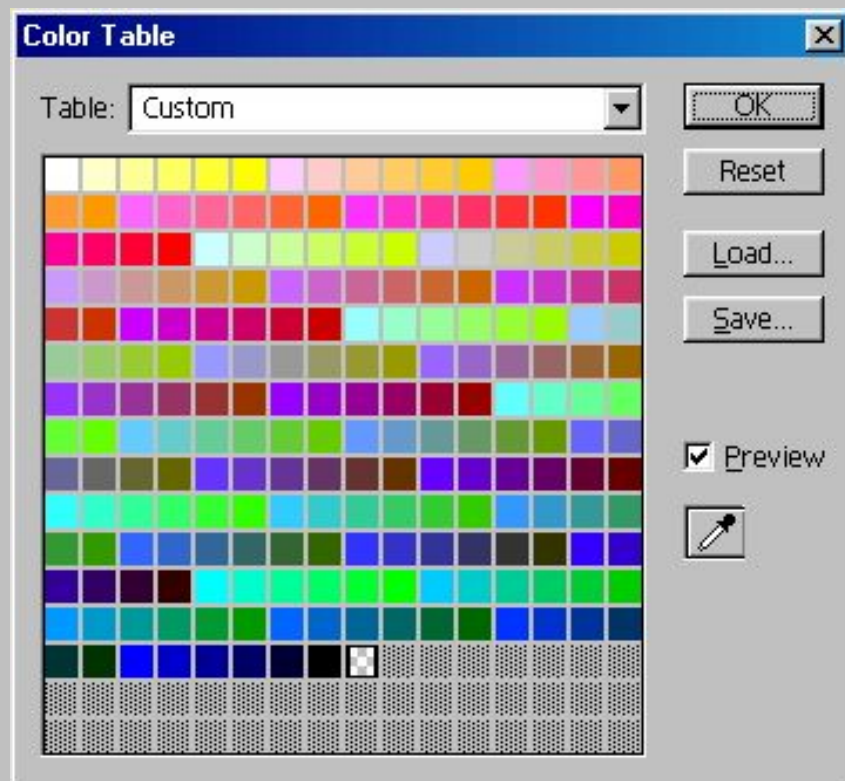 Color Table
Table: Custom
OK
Reset
Load...
Save...
Preview